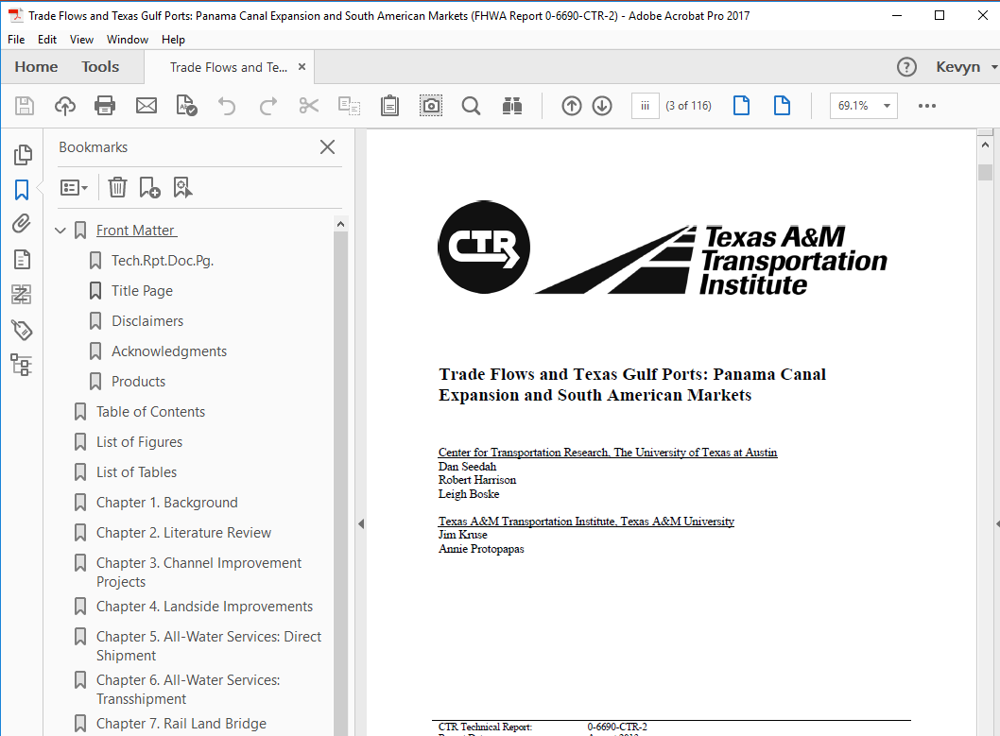 Trade Flows and Texas Gulf Ports: Panama Canal Expansion and South American Markets (FHWA Report 0-6690-CTR-2) - Adobe Acrobat Pro 2017
File Edit View Window Help
Home Tools Trade Flows and Te... × ? Kevyn
iii (3 of 116) 69.1%
Bookmarks
Front Matter
Tech.Rpt.Doc.Pg.
Title Page
Disclaimers
Acknowledgments
Products
Table of Contents
List of Figures
List of Tables
Chapter 1. Background
Chapter 2. Literature Review
Chapter 3. Channel Improvement
Projects
Chapter 4. Landside Improvements
Chapter 5. All-Water Services: Direct
Shipment
Chapter 6. All-Water Services:
Transshipment
Chapter 7. Rail Land Bridge
CTR
Texas A&M
Transportation
Institute
Trade Flows and Texas Gulf Ports: Panama Canal
Expansion and South American Markets
Center for Transportation Research, The University of Texas at Austin
Dan Seedah
Robert Harrison
Leigh Boske
Texas A&M Transportation Institute, Texas A&M University
Jim Kruse
Annie Protopapas
CTR Technical Report: 0-6690-CTR-2